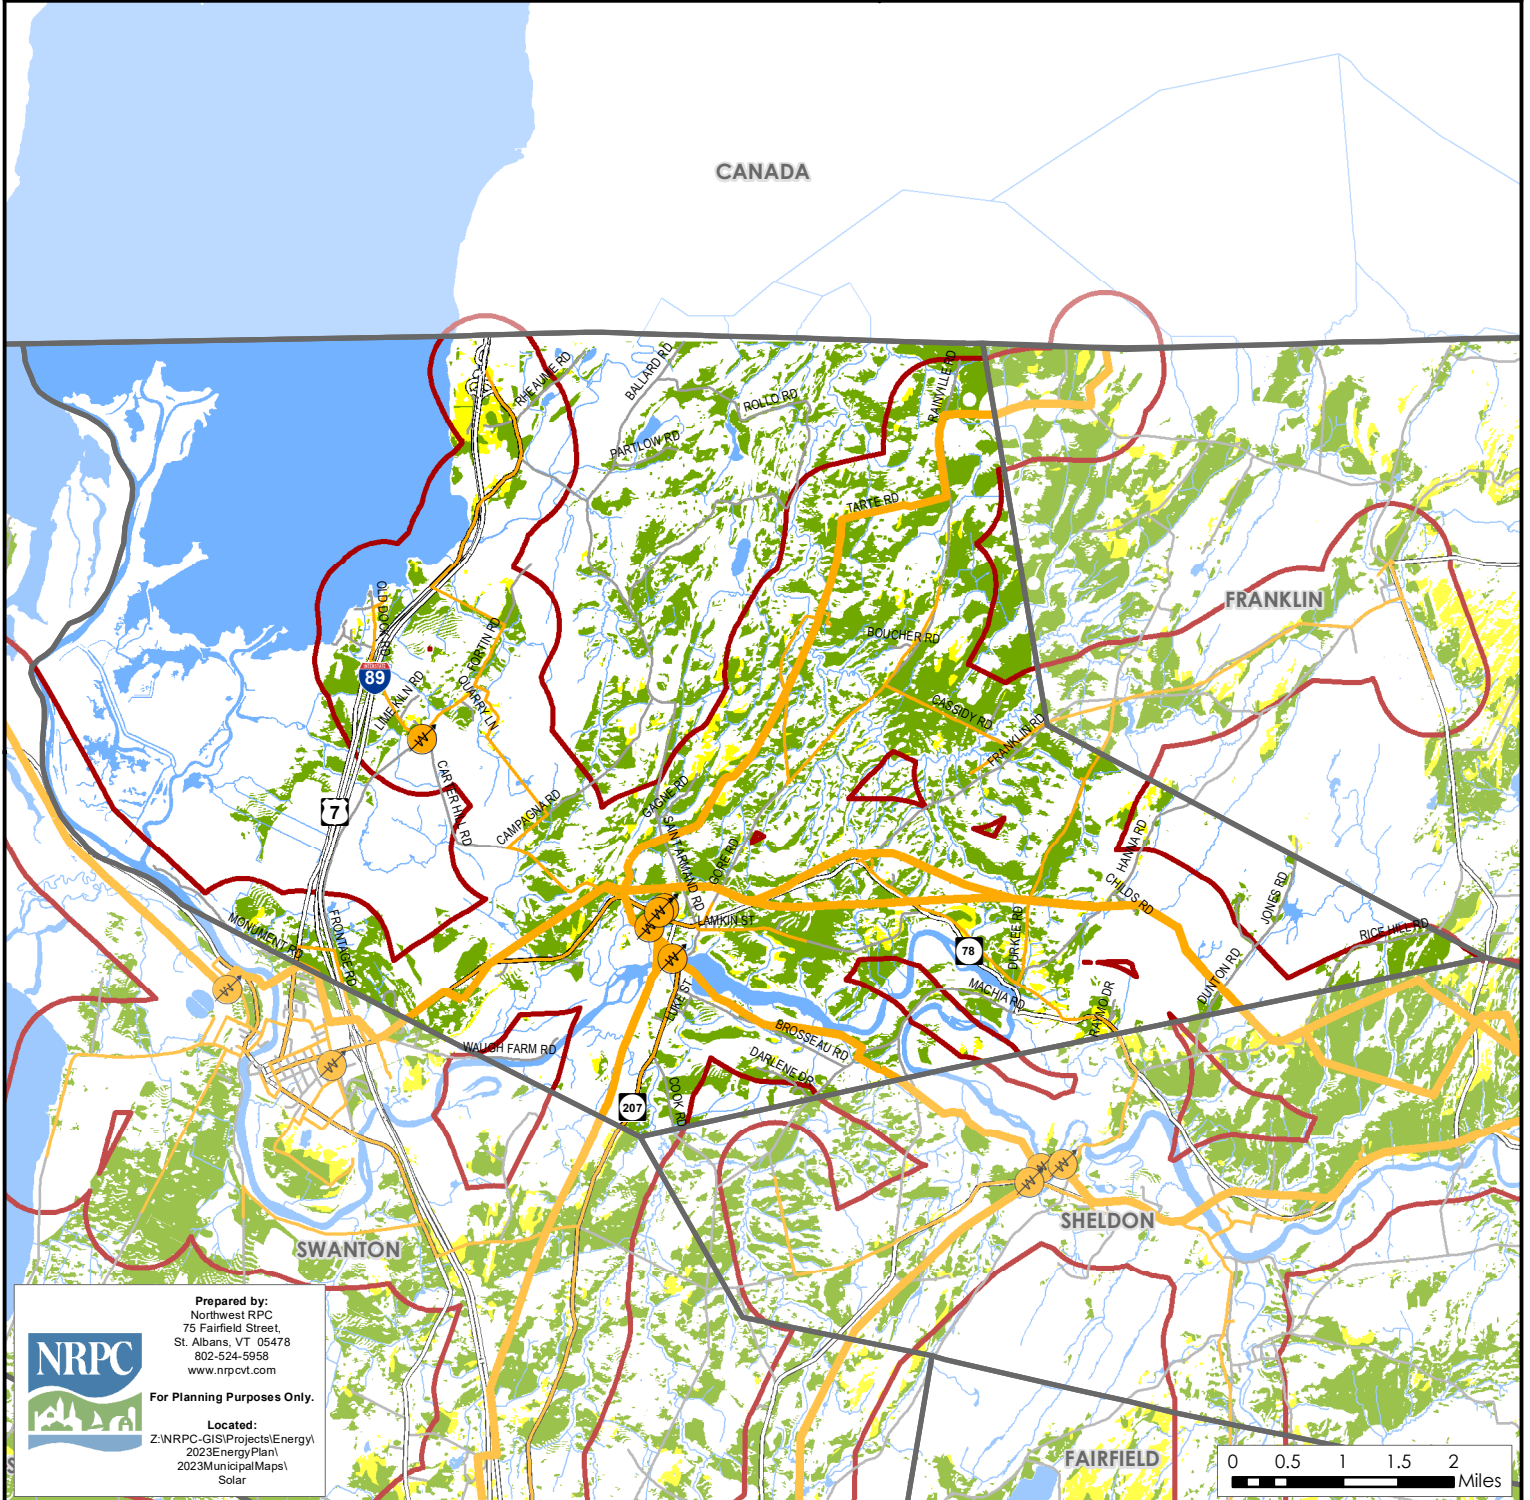 CANADA
RHEAUME RD
BALLARD RD
RAINVILLE RD
ROLLO RD
PARTLOW RD
TARTE RD
OLD DOCK RD
FORTIN RD
BOUCHER RD
FRANKLIN
INTERSTATE
89
LIME KILN RD
QUARRY LN
CASSIDY RD
FRANKLIN RD
W
7
CARTER HILL RD
CAMPAGNA RD
GAGNE RD
SAINT ARMAND RD
GORE RD
HANNA RD
CHILDS RD
JONES RD
LAMKIN ST
W
W
W
MONUMENT RD
FRONTAGE RD
78
DURKEE RD
RICE HILL RD
DUNTON RD
MACHIA RD
RAYMO DR
LUKE ST
W
W
WAUGH FARM RD
BROSSEAU RD
DARLENE DR
COOK RD
207
W
W
W
SHELDON
SWANTON
FAIRFIELD
S
Prepared by:
Northwest RPC
75 Fairfield Street,
St. Albans, VT 05478
802-524-5958
www.nrpcvt.com
NRPC
For Planning Purposes Only.
Located:
Z:\NRPC-GIS\Projects\Energy\
2023EnergyPlan\
2023MunicipalMaps\
Solar
0 0.5 1 1.5 2
Miles